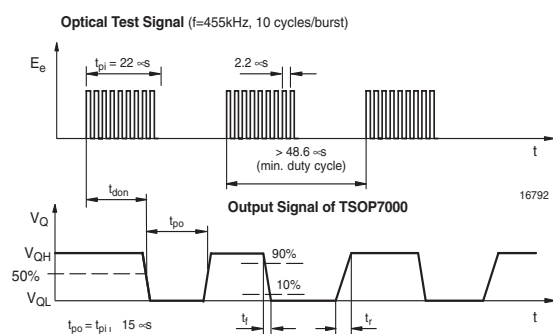 Optical Test Signal (f=455kHz, 10 cycles/burst)
Ee
tpi = 22 ∝s
2.2 ∝s
> 48.6 ∝s
(min. duty cycle)
t
16792
tdon
tpo
Output Signal of TSOP7000
VQ
VQH
50%
VQL
90%
10%
tf
tr
t
tpo = tpi ı 15 ∝s